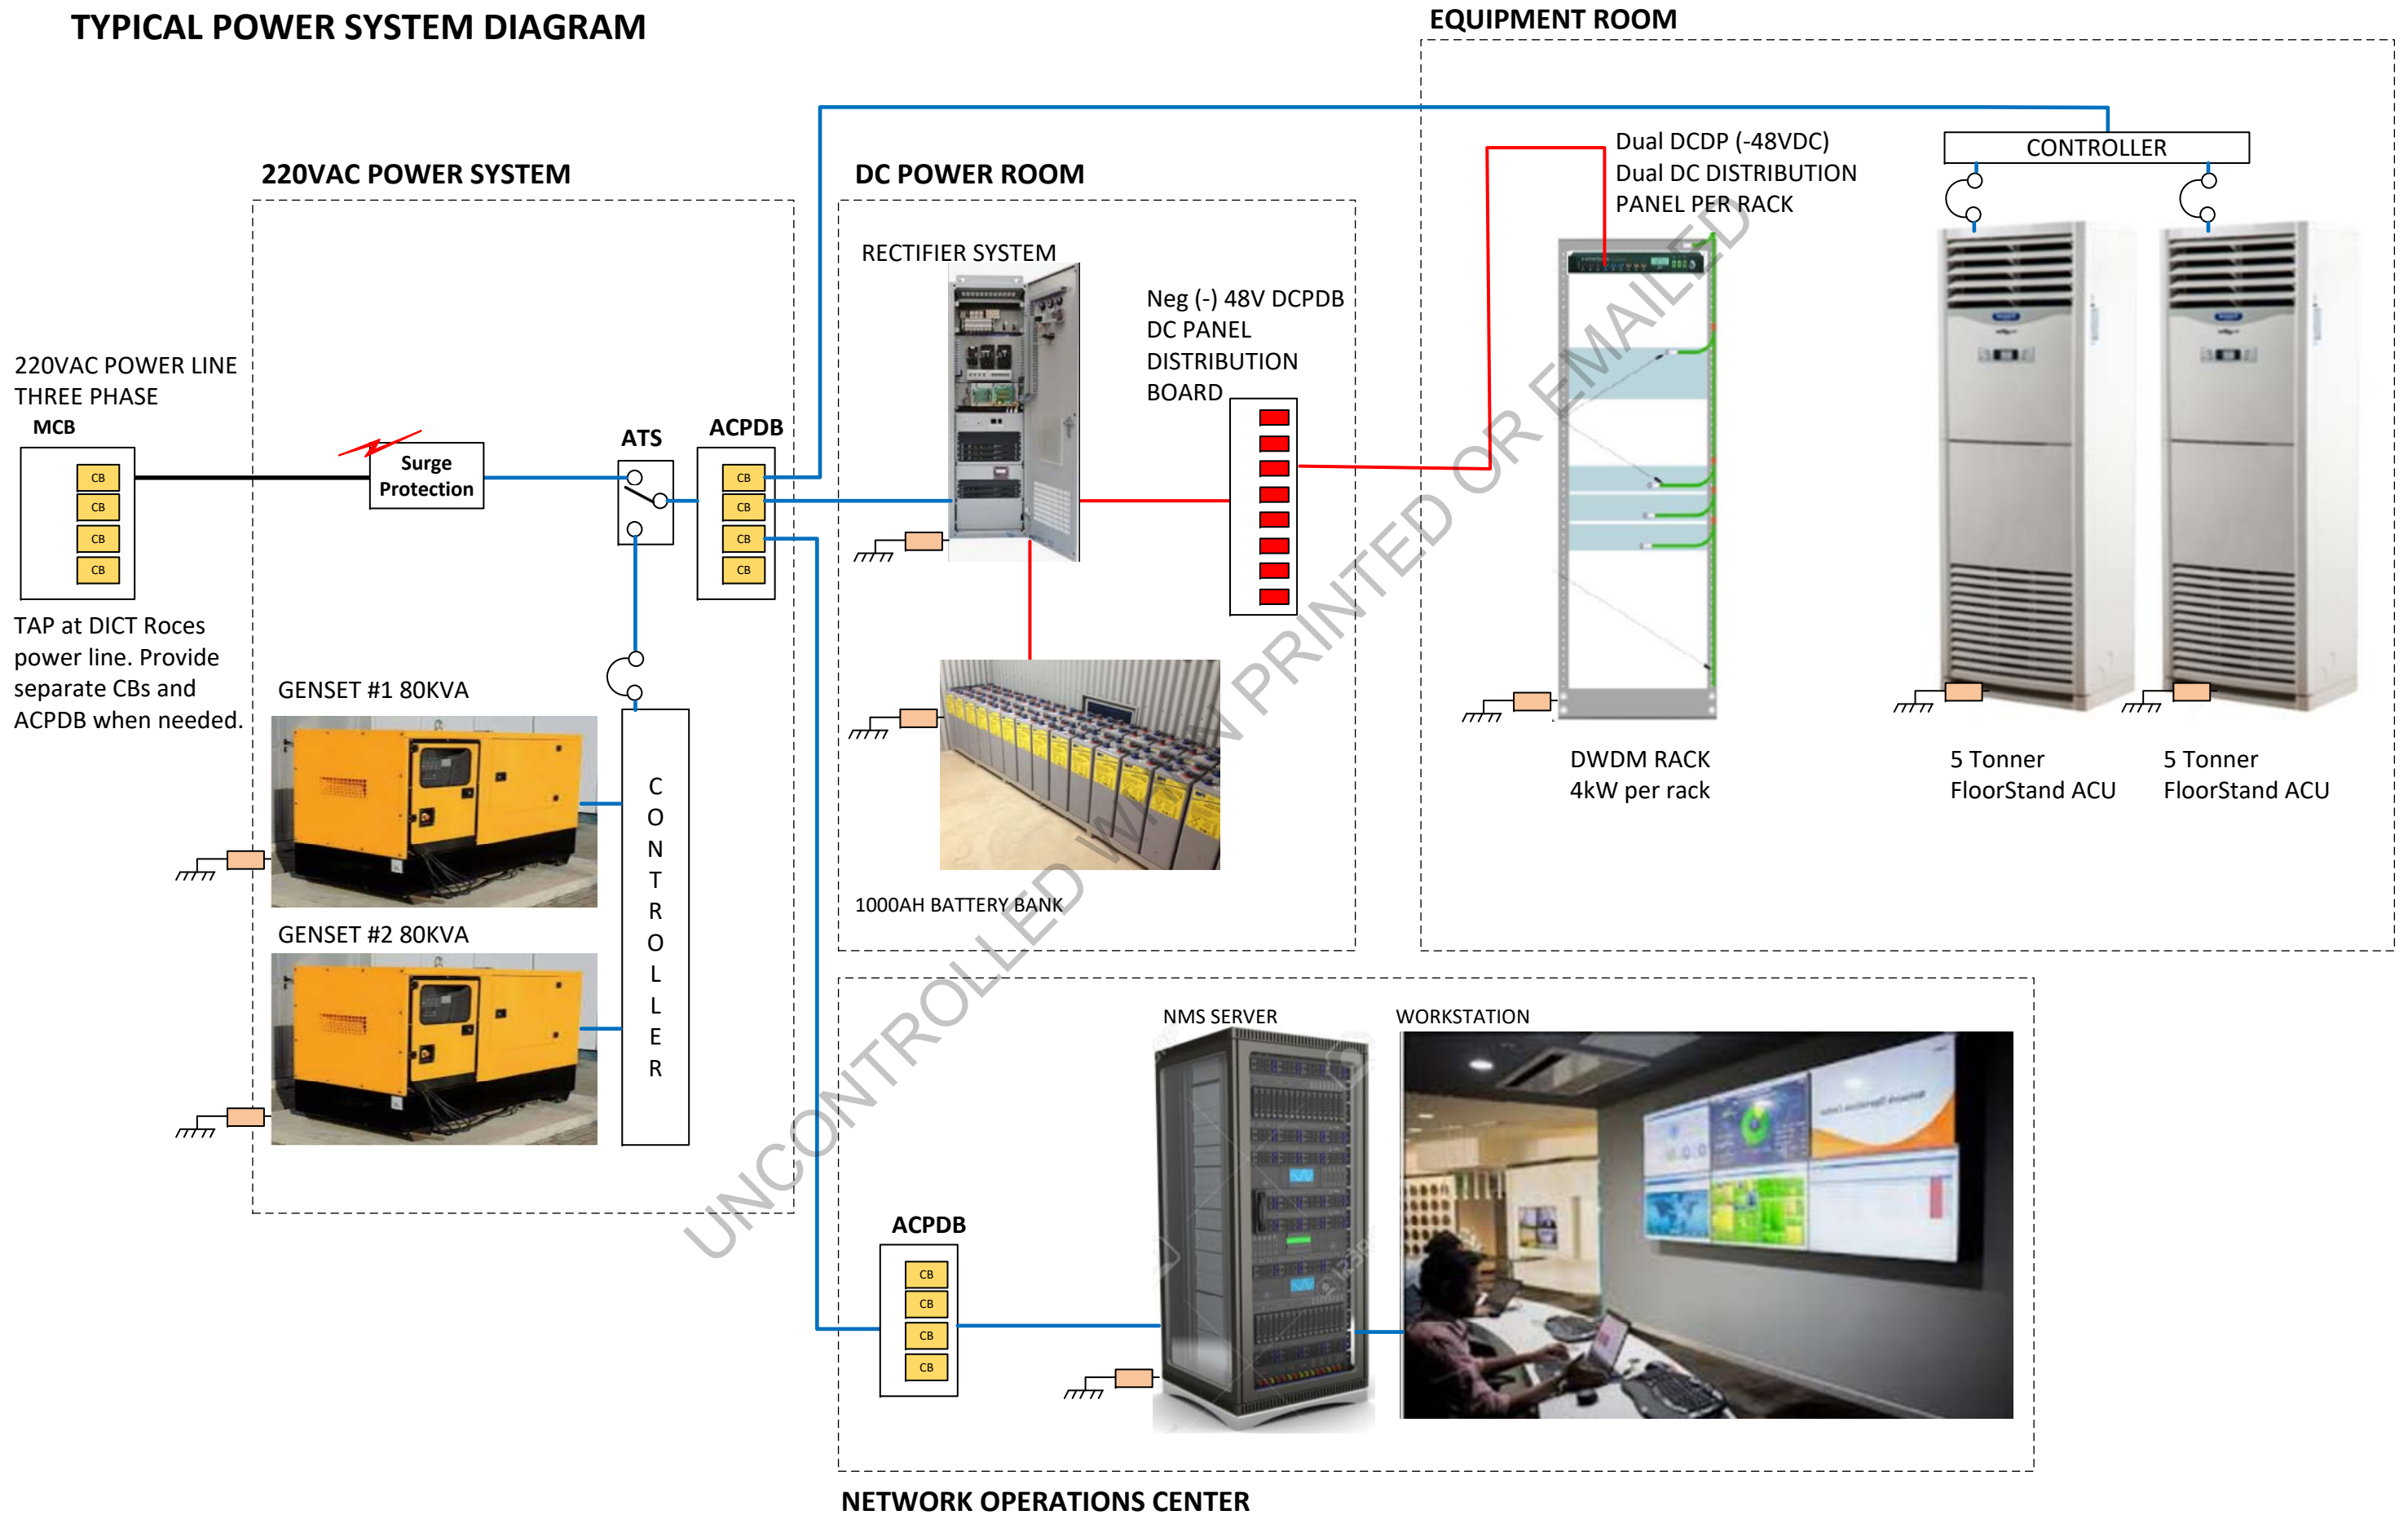 TYPICAL POWER SYSTEM DIAGRAM
EQUIPMENT ROOM
220VAC POWER SYSTEM
DC POWER ROOM
Dual DCDP (-48VDC)
Dual DC DISTRIBUTION
PANEL PER RACK
CONTROLLER
RECTIFIER SYSTEM
Neg (-) 48V DCPDB
DC PANEL
DISTRIBUTION
BOARD
220VAC POWER LINE
THREE PHASE
MCB
CB
CB
CB
CB
Surge
Protection
ATS
ACPDB
CB
CB
CB
CB
TAP at DICT Roces
power line. Provide
separate CBs and
ACPDB when needed.
GENSET #1 80KVA
GENSET #2 80KVA
CONTROLLER
1000AH BATTERY BANK
DWDM RACK
4kW per rack
5 Tonner
FloorStand ACU
5 Tonner
FloorStand ACU
NMS SERVER
WORKSTATION
Network Operations Center
ACPDB
CB
CB
CB
CB
NETWORK OPERATIONS CENTER
UNCONTROLLED WHEN PRINTED OR EMAILED